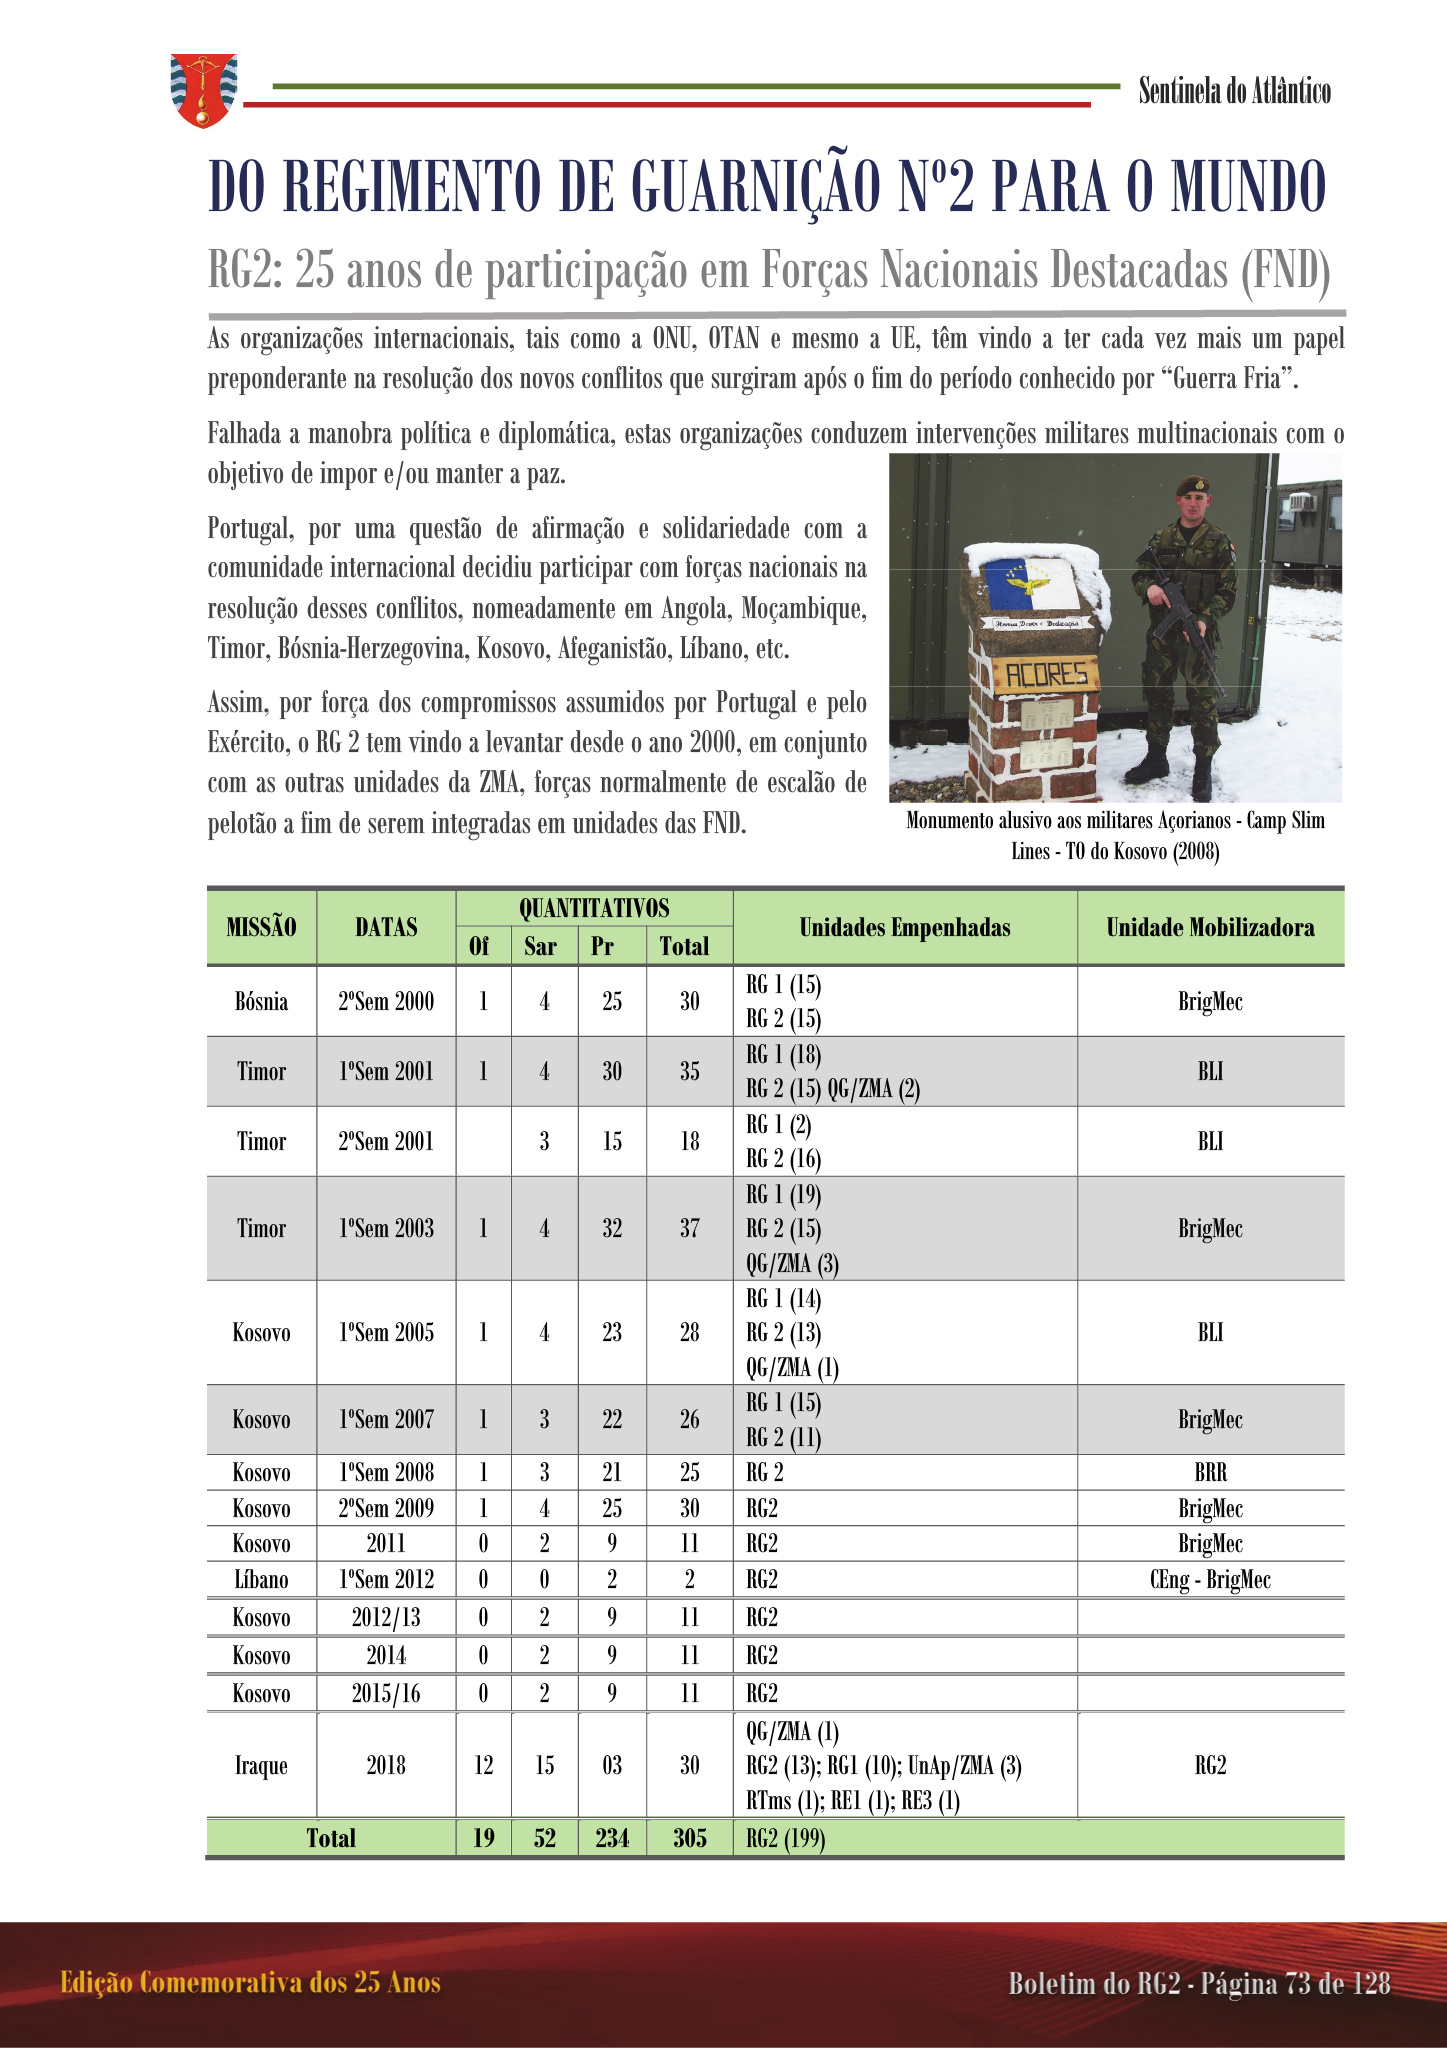 Sentinela do Atlântico
DO REGIMENTO DE GUARNIÇÃO Nº2 PARA O MUNDO
RG2: 25 anos de participação em Forças Nacionais Destacadas (FND)
As organizações internacionais, tais como a ONU, OTAN e mesmo a UE, têm vindo a ter cada vez mais um papel
preponderante na resolução dos novos conflitos que surgiram após o fim do período conhecido por “Guerra Fria”.
Falhada a manobra política e diplomática, estas organizações conduzem intervenções militares multinacionais com o
objetivo de impor e/ou manter a paz.
Portugal, por uma questão de afirmação e solidariedade com a
comunidade internacional decidiu participar com forças nacionais na
resolução desses conflitos, nomeadamente em Angola, Moçambique,
Timor, Bósnia-Herzegovina, Kosovo, Afeganistão, Líbano, etc.
Assim, por força dos compromissos assumidos por Portugal e pelo
Exército, o RG 2 tem vindo a levantar desde o ano 2000, em conjunto
com as outras unidades da ZMA, forças normalmente de escalão de
pelotão a fim de serem integradas em unidades das FND.
AÇORES
Monumento alusivo aos militares Açorianos - Camp Slim
Lines - TO do Kosovo (2008)
MISSÃO DATAS QUANTITATIVOS Unidades Empenhadas Unidade Mobilizadora
Of Sar Pr Total
Bósnia 2ºSem 2000 1 4 25 30 RG 1 (15)
RG 2 (15) BrigMec
Timor 1ºSem 2001 1 4 30 35 RG 1 (18)
RG 2 (15) QG/ZMA (2) BLI
Timor 2ºSem 2001 3 15 18 RG 1 (2)
RG 2 (16) BLI
Timor 1ºSem 2003 1 4 32 37 RG 1 (19)
RG 2 (15)
QG/ZMA (3) BrigMec
Kosovo 1ºSem 2005 1 4 23 28 RG 1 (14)
RG 2 (13)
QG/ZMA (1) BLI
Kosovo 1ºSem 2007 1 3 22 26 RG 1 (15)
RG 2 (11) BrigMec
Kosovo 1ºSem 2008 1 3 21 25 RG 2 BRR
Kosovo 2ºSem 2009 1 4 25 30 RG2 BrigMec
Kosovo 2011 0 2 9 11 RG2 BrigMec
Líbano 1ºSem 2012 0 0 2 2 RG2 CEng - BrigMec
Kosovo 2012/13 0 2 9 11 RG2
Kosovo 2014 0 2 9 11 RG2
Kosovo 2015/16 0 2 9 11 RG2
Iraque 2018 12 15 03 30 QG/ZMA (1)
RG2 (13); RG1 (10); UnAp/ZMA (3)
RTms (1); RE1 (1); RE3 (1) RG2
Total 19 52 234 305 RG2 (199)
Edição Comemorativa dos 25 Anos
Boletim do RG2 - Página 73 de 128